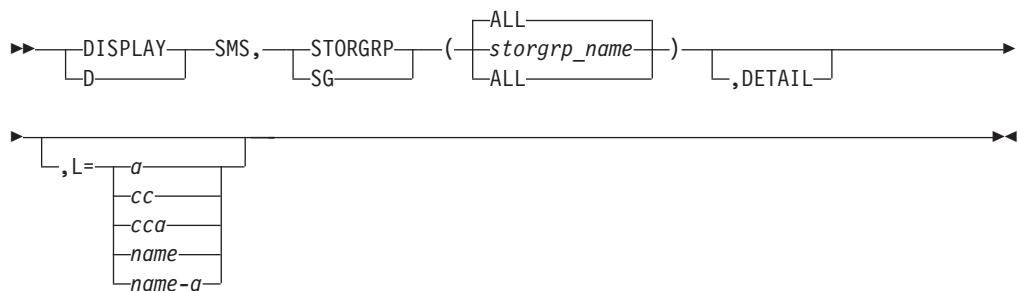 ALL
DISPLAY SMS, STORGRP ( storgrp_name )
D SG ALL ,DETAIL
,L= a
cc
cca
name
name-a